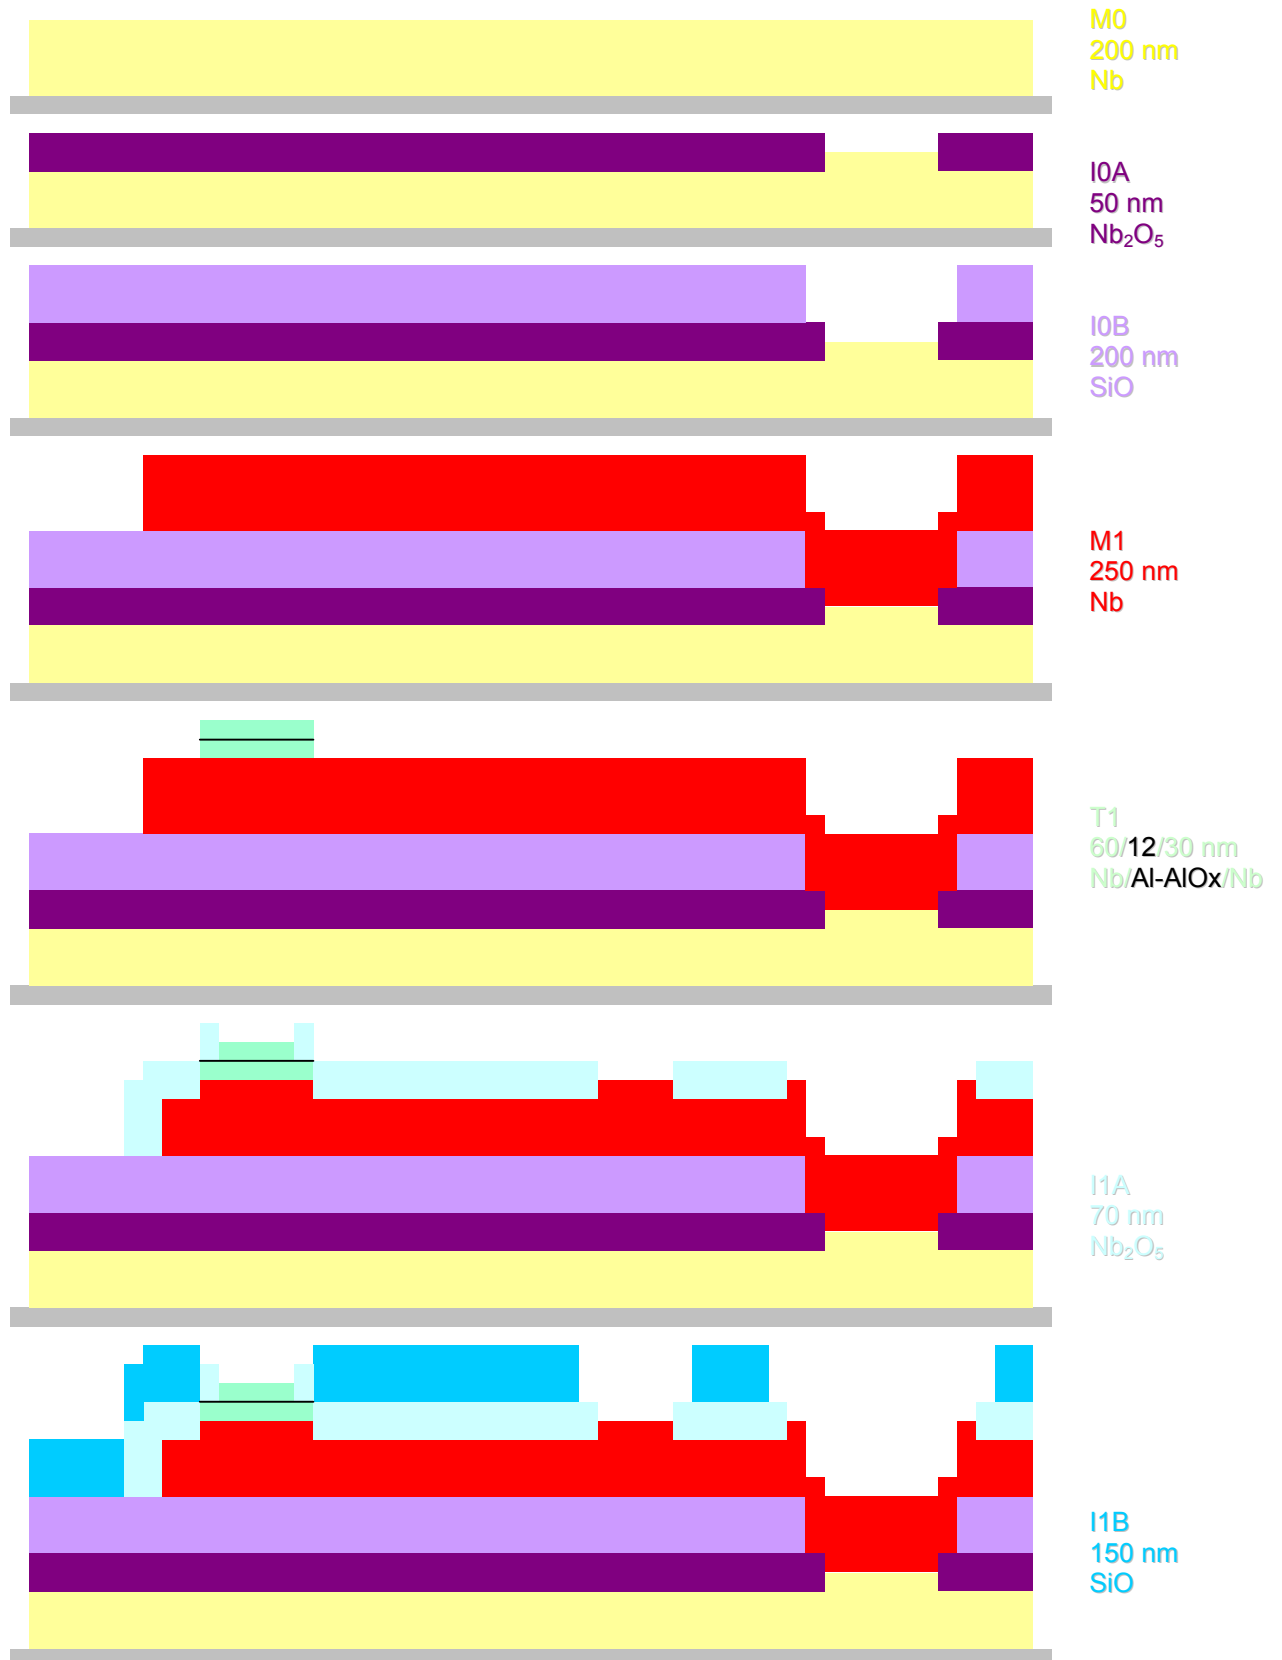 M0
200 nm
Nb
I0A
50 nm
Nb₂O₅
I0B
200 nm
SiO
M1
250 nm
Nb
T1
60/12/30 nm
Nb/Al-AlOx/Nb
I1A
70 nm
Nb₂O₅
I1B
150 nm
SiO